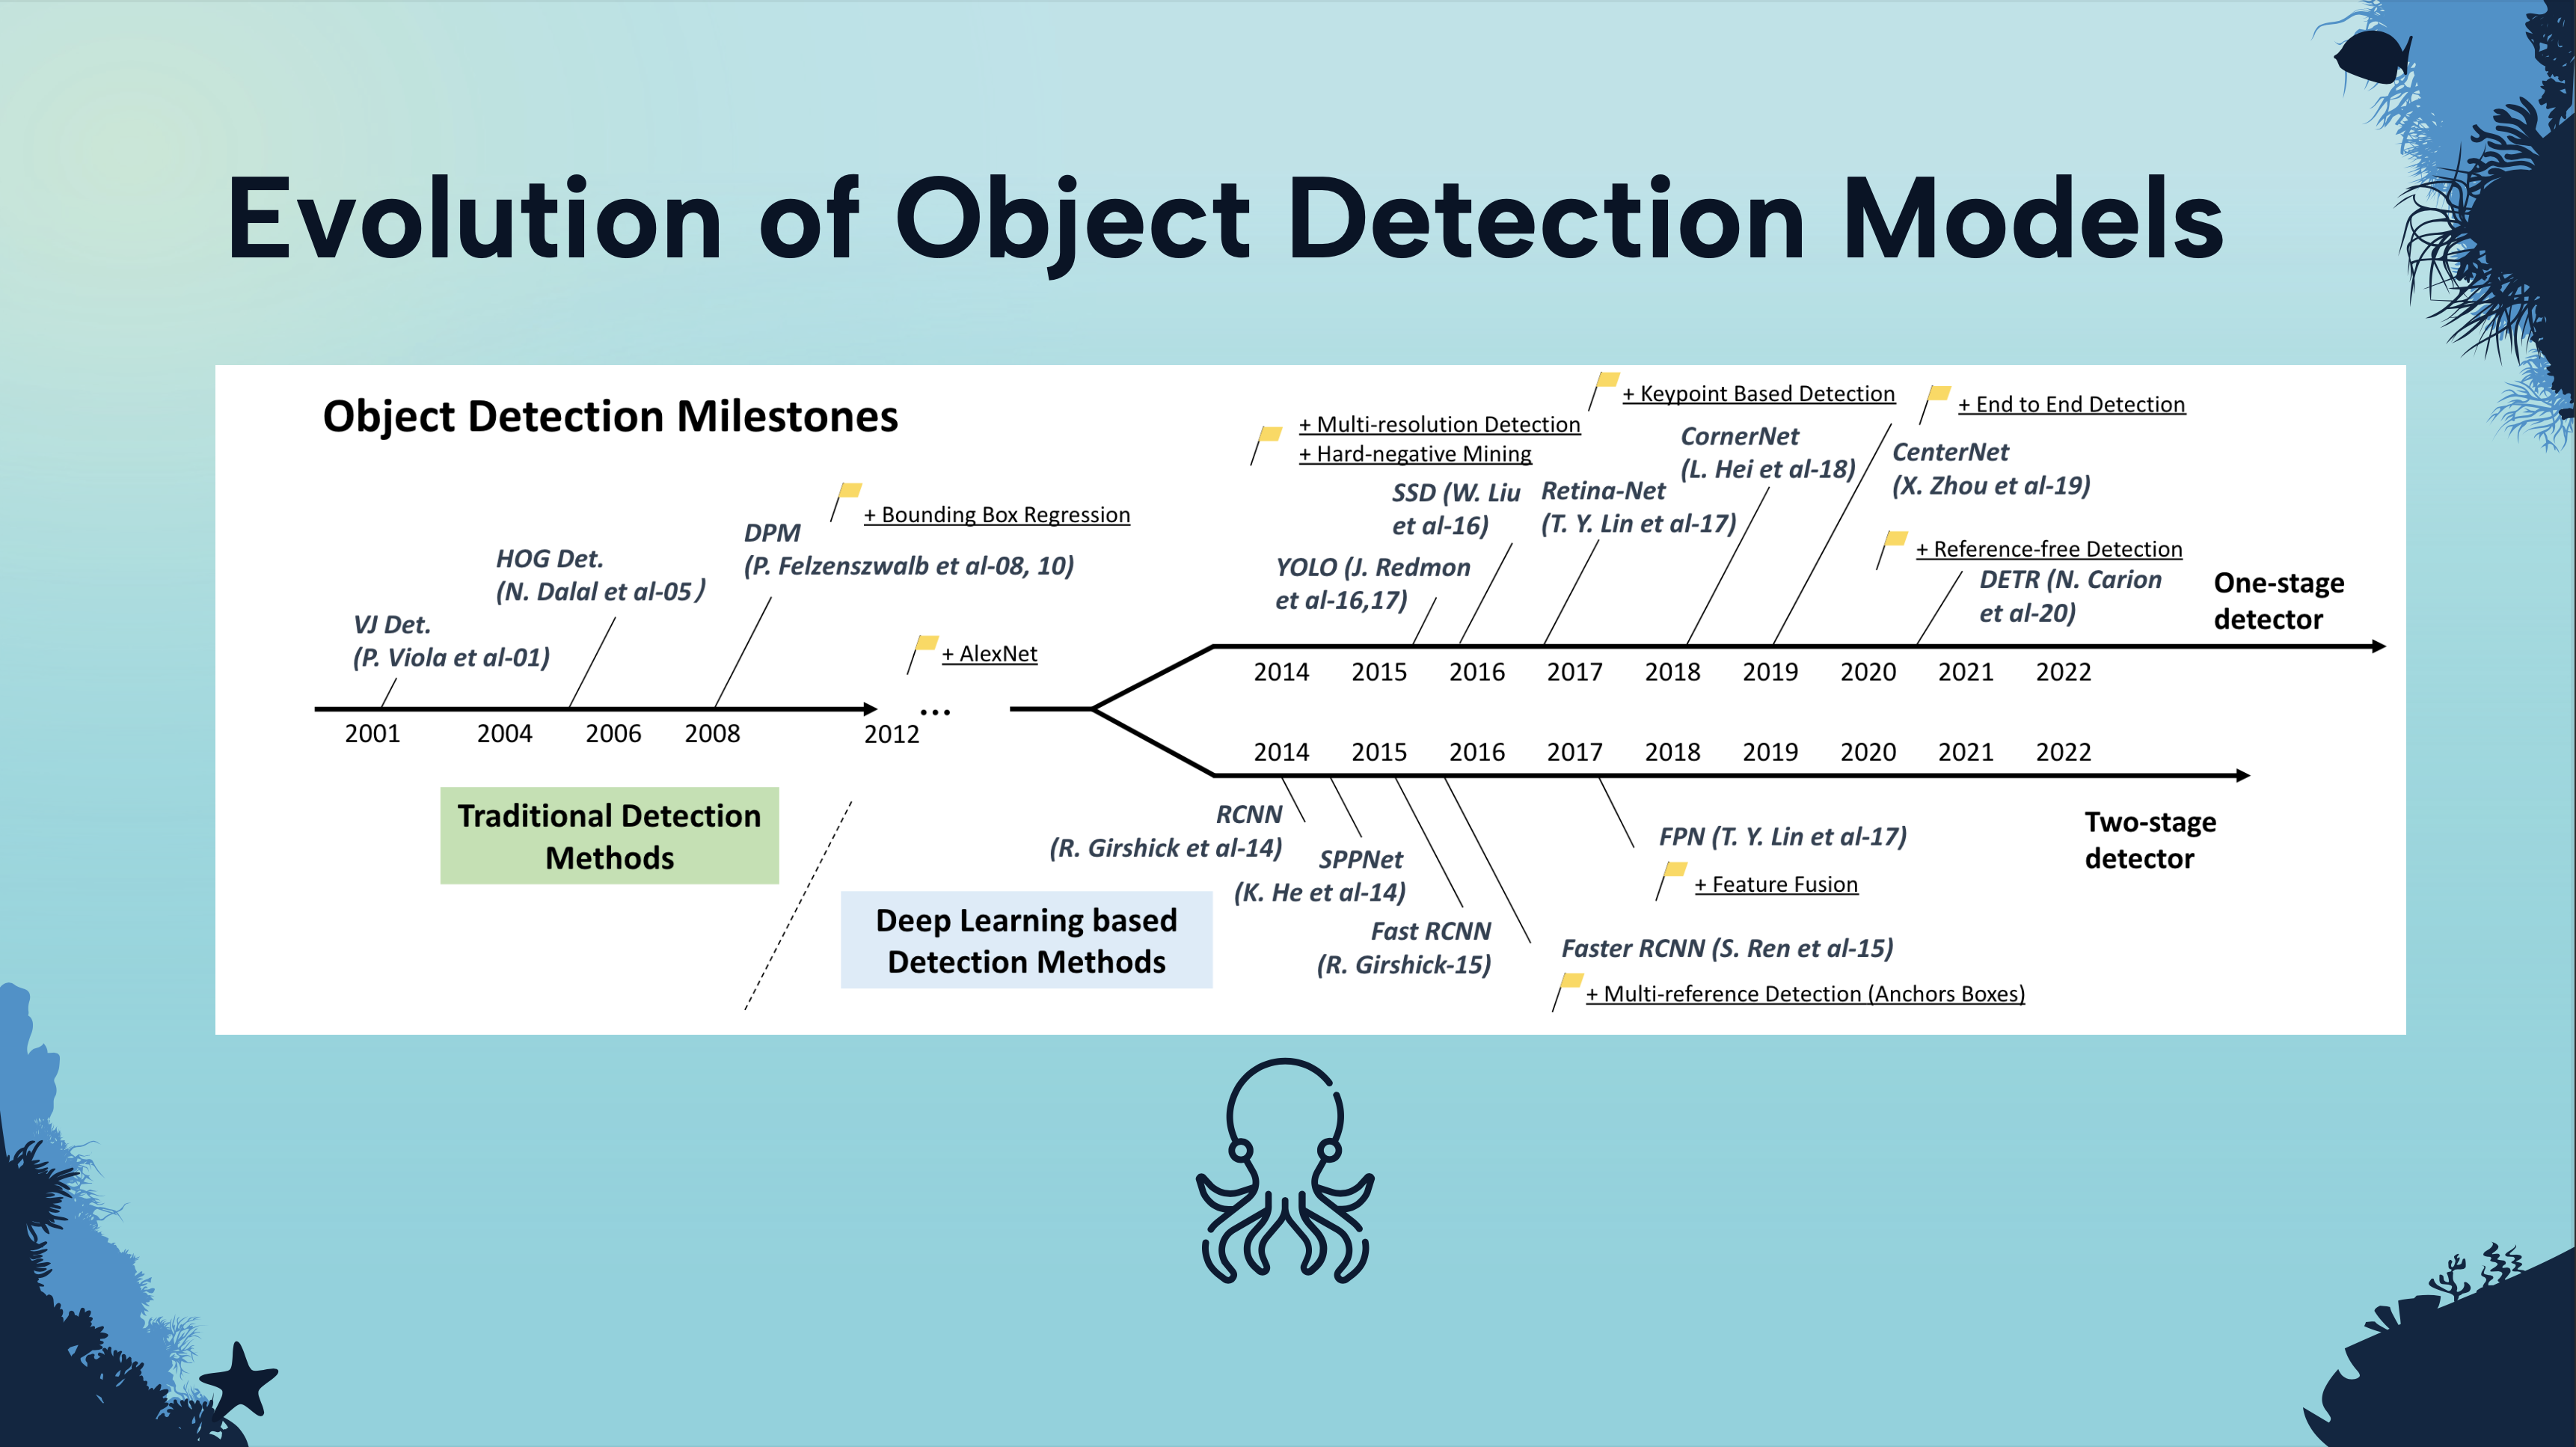 Evolution of Object Detection Models
Object Detection Milestones
+ Bounding Box Regression
DPM
(P. Felzenszwalb et al-08, 10)
HOG Det.
(N. Dalal et al-05)
VJ Det.
(P. Viola et al-01)
+ AlexNet
2001
2004
2006
2008
2012
...
Traditional Detection
Methods
Deep Learning based
Detection Methods
+ Multi-resolution Detection
+ Hard-negative Mining
+ Keypoint Based Detection
+ End to End Detection
CornerNet
(L. Hei et al-18)
CenterNet
(X. Zhou et al-19)
SSD (W. Liu
et al-16)
Retina-Net
(T. Y. Lin et al-17)
+ Reference-free Detection
YOLO (J. Redmon
et al-16,17)
DETR (N. Carion
et al-20)
One-stage
detector
2014 2015 2016 2017 2018 2019 2020 2021 2022
2014 2015 2016 2017 2018 2019 2020 2021 2022
Two-stage
detector
RCNN
(R. Girshick et al-14)
SPPNet
(K. He et al-14)
Fast RCNN
(R. Girshick-15)
FPN (T. Y. Lin et al-17)
+ Feature Fusion
Faster RCNN (S. Ren et al-15)
+ Multi-reference Detection (Anchors Boxes)